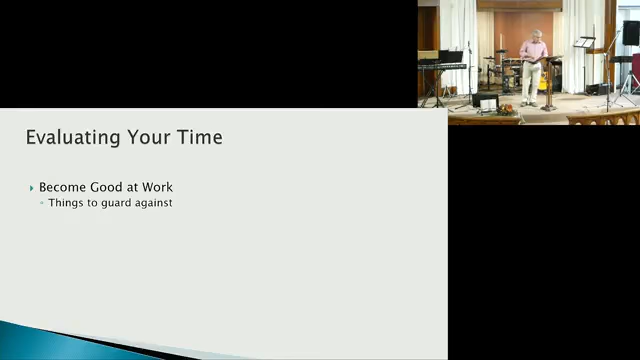 Evaluating Your Time
Become Good at Work
Things to guard against